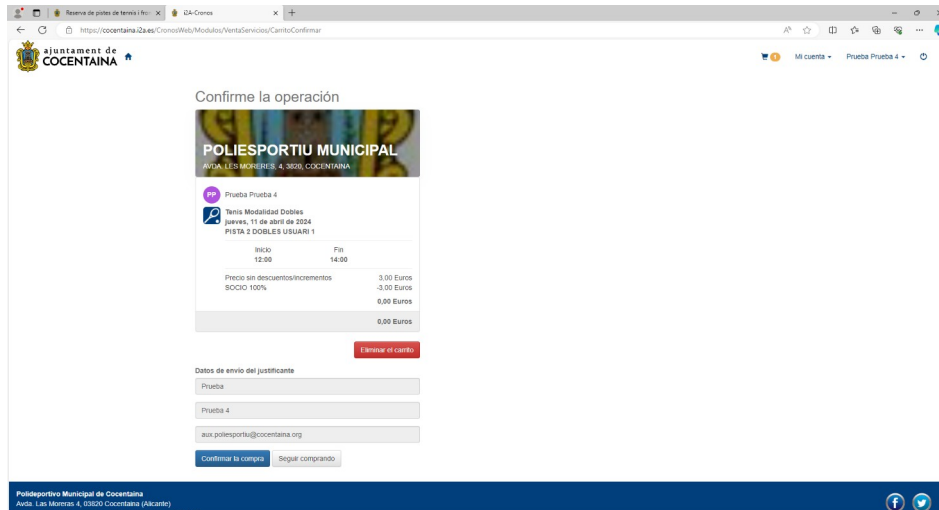 Reserva de pistes de tennis i fron
i2A-Cronos
https://cocentaina.i2a.es/CronosWeb/Modulos/VentaServicios/CarritoConfirmar
ajuntament de
COCENTAINA
1
Mi cuenta
Prueba Prueba 4
Confirme la operación
POLIESPORTIU MUNICIPAL
AVDA. LES MORERES, 4, 3820, COCENTAINA
PP Prueba Prueba 4
Tenis Modalidad Dobles
jueves, 11 de abril de 2024
PISTA 2 DOBLES USUARI 1
Inicio Fin
12:00 14:00
Precio sin descuentos/incrementos 3,00 Euros
SOCIO 100% -3,00 Euros
0,00 Euros
0,00 Euros
Eliminar el carrito
Datos de envío del justificante
Prueba
Prueba 4
aux.poliesportiu@cocentaina.org
Confirmar la compra Seguir comprando
Polideportivo Municipal de Cocentaina
Avda. Las Moreras 4, 03820 Cocentaina (Alicante)